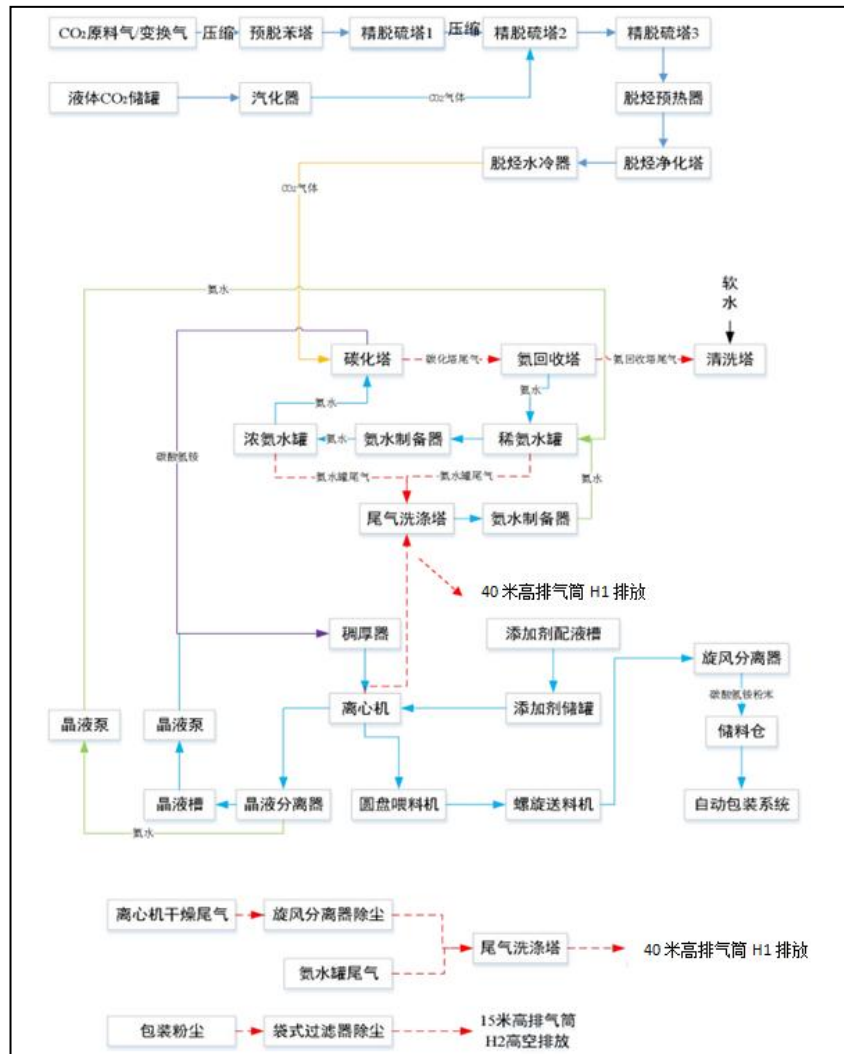 CO₂原料气/变换气
压缩
预脱苯塔
精脱硫塔1
压缩
精脱硫塔2
精脱硫塔3
液体CO₂储罐
汽化器
CO₂气体
脱烃预热器
脱烃水冷器
脱烃净化塔
CO₂气体
氨水
软
水
碳化塔
碳化塔尾气
氨回收塔
氨回收塔尾气
清洗塔
氨水
氨水
浓氨水罐
氨水
氨水制备器
稀氨水罐
碳酸氢铵
氨水罐尾气
氨水罐尾气
氨水
尾气洗涤塔
氨水制备器
40 米高排气筒 H1 排放
稠厚器
添加剂配液槽
旋风分离器
碳酸氢铵粉末
晶液泵
晶液泵
离心机
添加剂储罐
储料仓
晶液槽
晶液分离器
圆盘喂料机
螺旋送料机
自动包装系统
氨水
离心机干燥尾气
旋风分离器除尘
尾气洗涤塔
40 米高排气筒 H1 排放
氨水罐尾气
包装粉尘
袋式过滤器除尘
15米高排气筒
H2高空排放